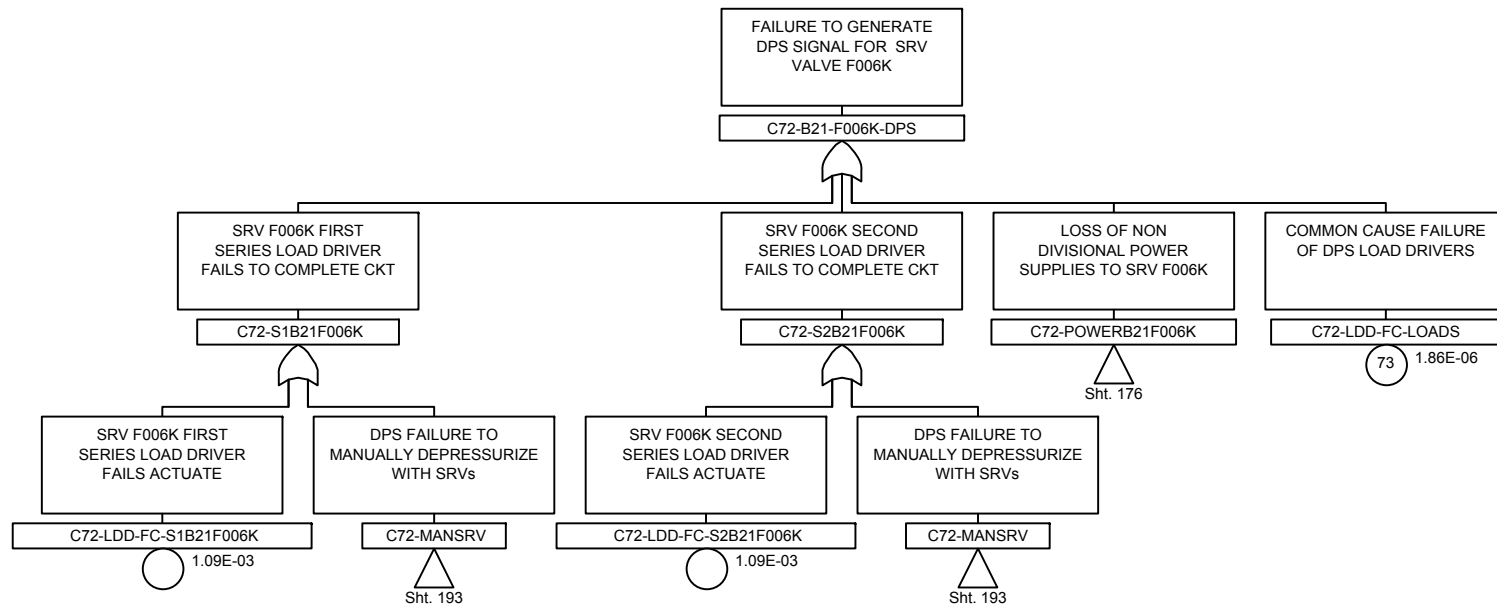 FAILURE TO GENERATE
DPS SIGNAL FOR SRV
VALVE F006K
C72-B21-F006K-DPS
SRV F006K FIRST
SERIES LOAD DRIVER
FAILS TO COMPLETE CKT
C72-S1B21F006K
SRV F006K SECOND
SERIES LOAD DRIVER
FAILS TO COMPLETE CKT
C72-S2B21F006K
LOSS OF NON
DIVISIONAL POWER
SUPPLIES TO SRV F006K
C72-POWERB21F006K
Sht. 176
COMMON CAUSE FAILURE
OF DPS LOAD DRIVERS
C72-LDD-FC-LOADS
73
1.86E-06
SRV F006K FIRST
SERIES LOAD DRIVER
FAILS ACTUATE
C72-LDD-FC-S1B21F006K
1.09E-03
DPS FAILURE TO
MANUALLY DEPRESSURIZE
WITH SRVs
C72-MANSRV
Sht. 193
SRV F006K SECOND
SERIES LOAD DRIVER
FAILS ACTUATE
C72-LDD-FC-S2B21F006K
1.09E-03
DPS FAILURE TO
MANUALLY DEPRESSURIZE
WITH SRVs
C72-MANSRV
Sht. 193